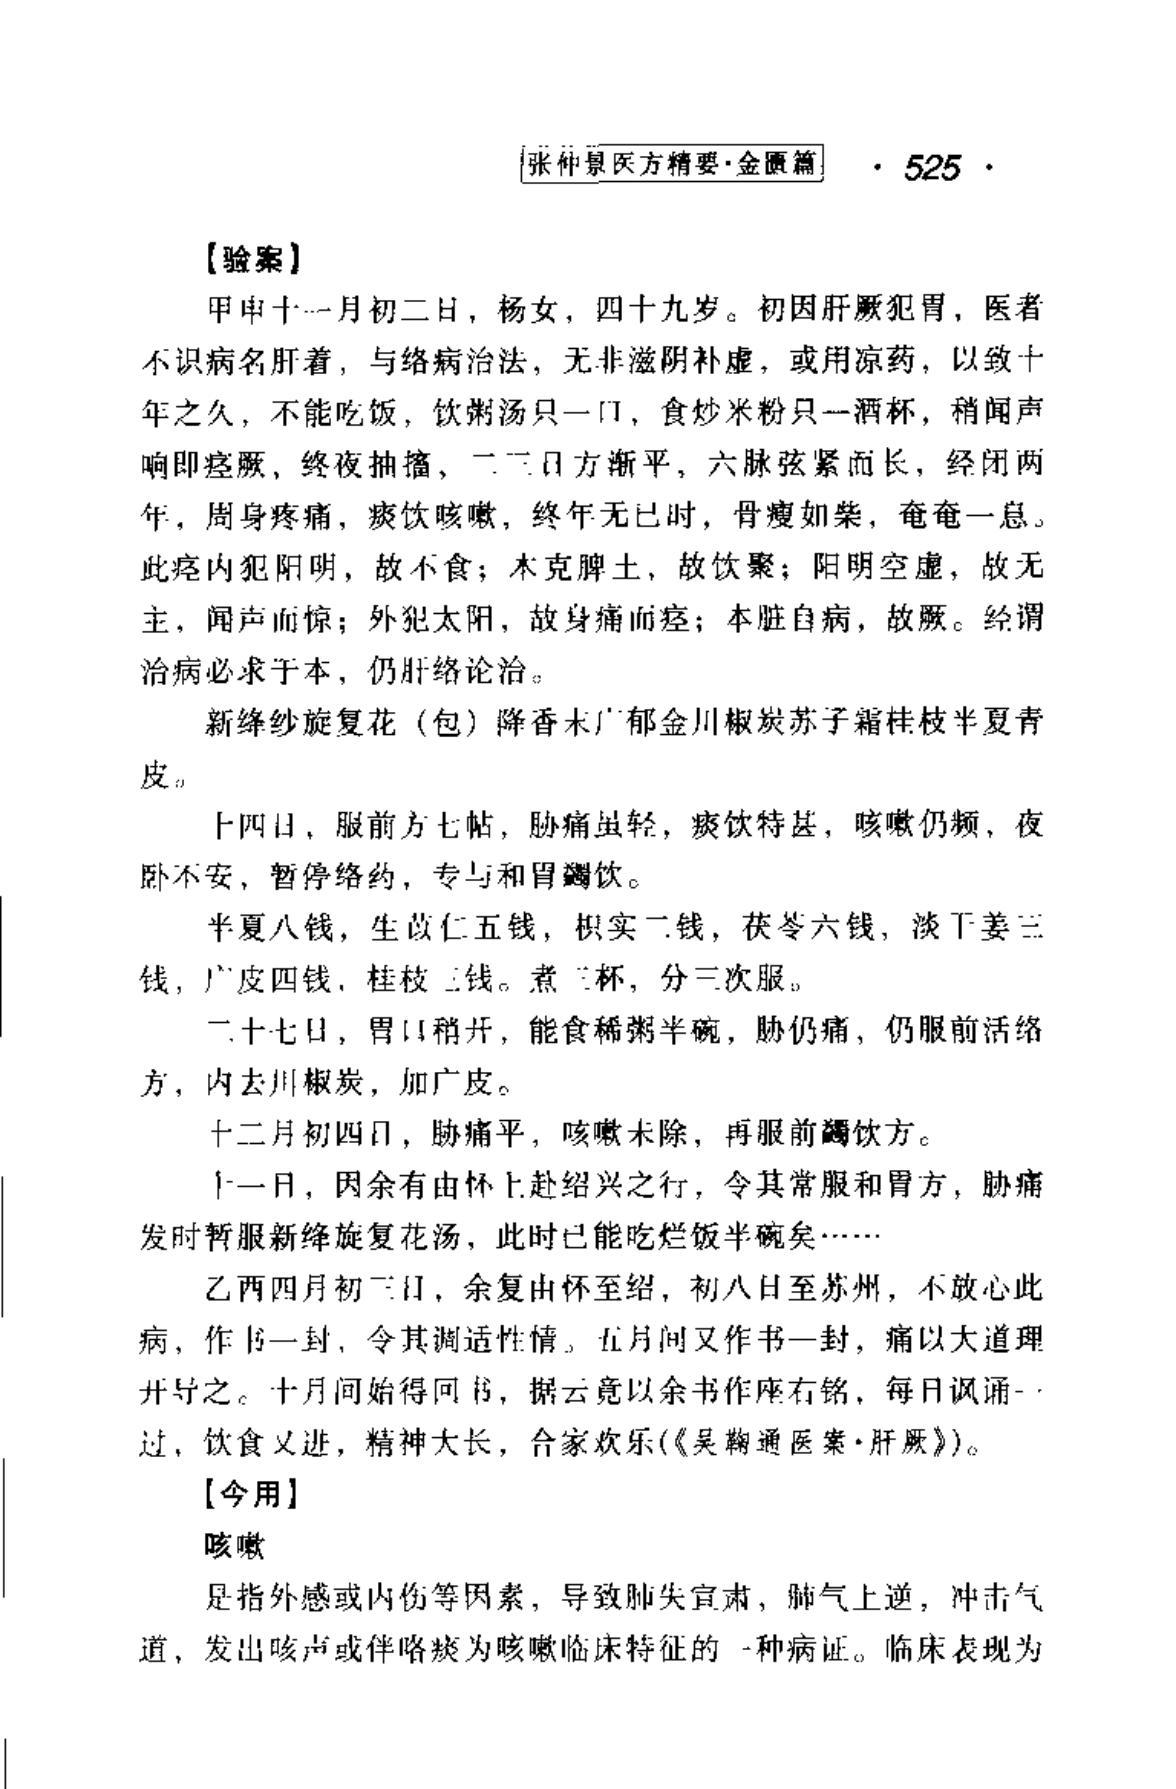 张仲景医方精要·金匮篇 · 525 ·
【验案】
甲申十一月初二日，杨女，四十九岁。初因肝厥犯胃，医者
不识病名肝着，与络病治法，无非滋阴补虚，或用凉药，以致十
年之久，不能吃饭，饮粥汤只一口，食炒米粉只一酒杯，稍闻声
响即痉厥，终夜抽搐，二三日方渐平，六脉弦紧而长，经闭两
年，周身疼痛，痰饮咳嗽，终年无已时，骨瘦如柴，奄奄一息。
此痉内犯阳明，故不食；木克脾土，故饮聚；阳明空虚，故无
主，闻声而惊；外犯太阳，故身痛而痉；本脏自病，故厥。经谓
治病必求于本，仍肝络论治。
新绛纱旋复花（包）降香末广郁金川椒炭苏子霜桂枝半夏青
皮。
十四日，服前方七帖，胁痛虽轻，痰饮特甚，咳嗽仍频，夜
卧不安，暂停络药，专与和胃蠲饮。
半夏八钱，生苡仁五钱，枳实二钱，茯苓六钱，淡干姜三
钱，广皮四钱，桂枝三钱。煮三杯，分三次服。
二十七日，胃口稍开，能食稀粥半碗，胁仍痛，仍服前活络
方，内去川椒炭，加广皮。
十二月初四日，胁痛平，咳嗽未除，再服前蠲饮方。
十一日，因余有由怀上赴绍兴之行，令其常服和胃方，胁痛
发时暂服新绛旋复花汤，此时已能吃烂饭半碗矣……
乙酉四月初三日，余复由怀至绍，初八日至苏州，不放心此
病，作书一封，令其调适性情。五月间又作书一封，痛以大道理
开导之。十月间始得回书，据云竟以余书作座右铭，每日讽诵一
过，饮食又进，精神大长，合家欢乐(《吴鞠通医案·肝厥》)。
【今用】
咳嗽
是指外感或内伤等因素，导致肺失宣肃，肺气上逆，冲击气
道，发出咳声或伴咯痰为咳嗽临床特征的一种病证。临床表现为